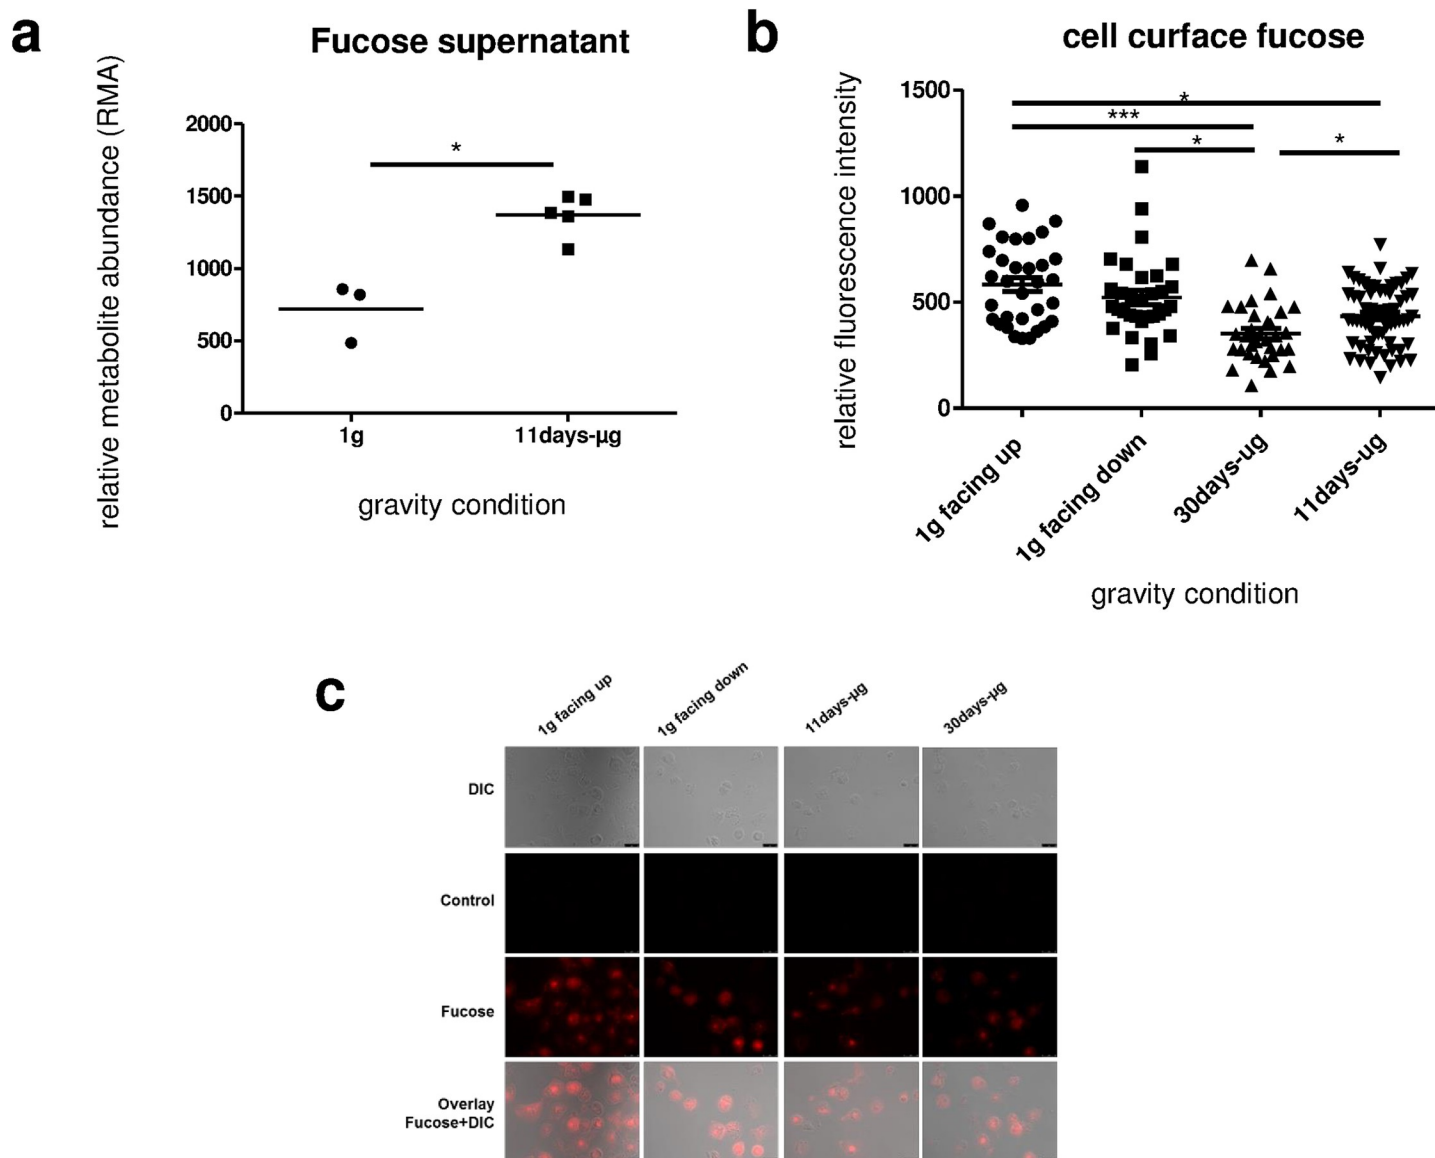 a
Fucose supernatant
relative metabolite abundance (RMA)
2000
1500
1000
500
0
*
1g
11days-µg
gravity condition
b
cell curface fucose
relative fluorescence intensity
1500
1000
500
0
*
***
*
*
1g facing up
1g facing down
30days-ug
11days-ug
gravity condition
c
1g facing up
1g facing down
11days-µg
30days-µg
DIC
Control
Fucose
Overlay
Fucose+DIC